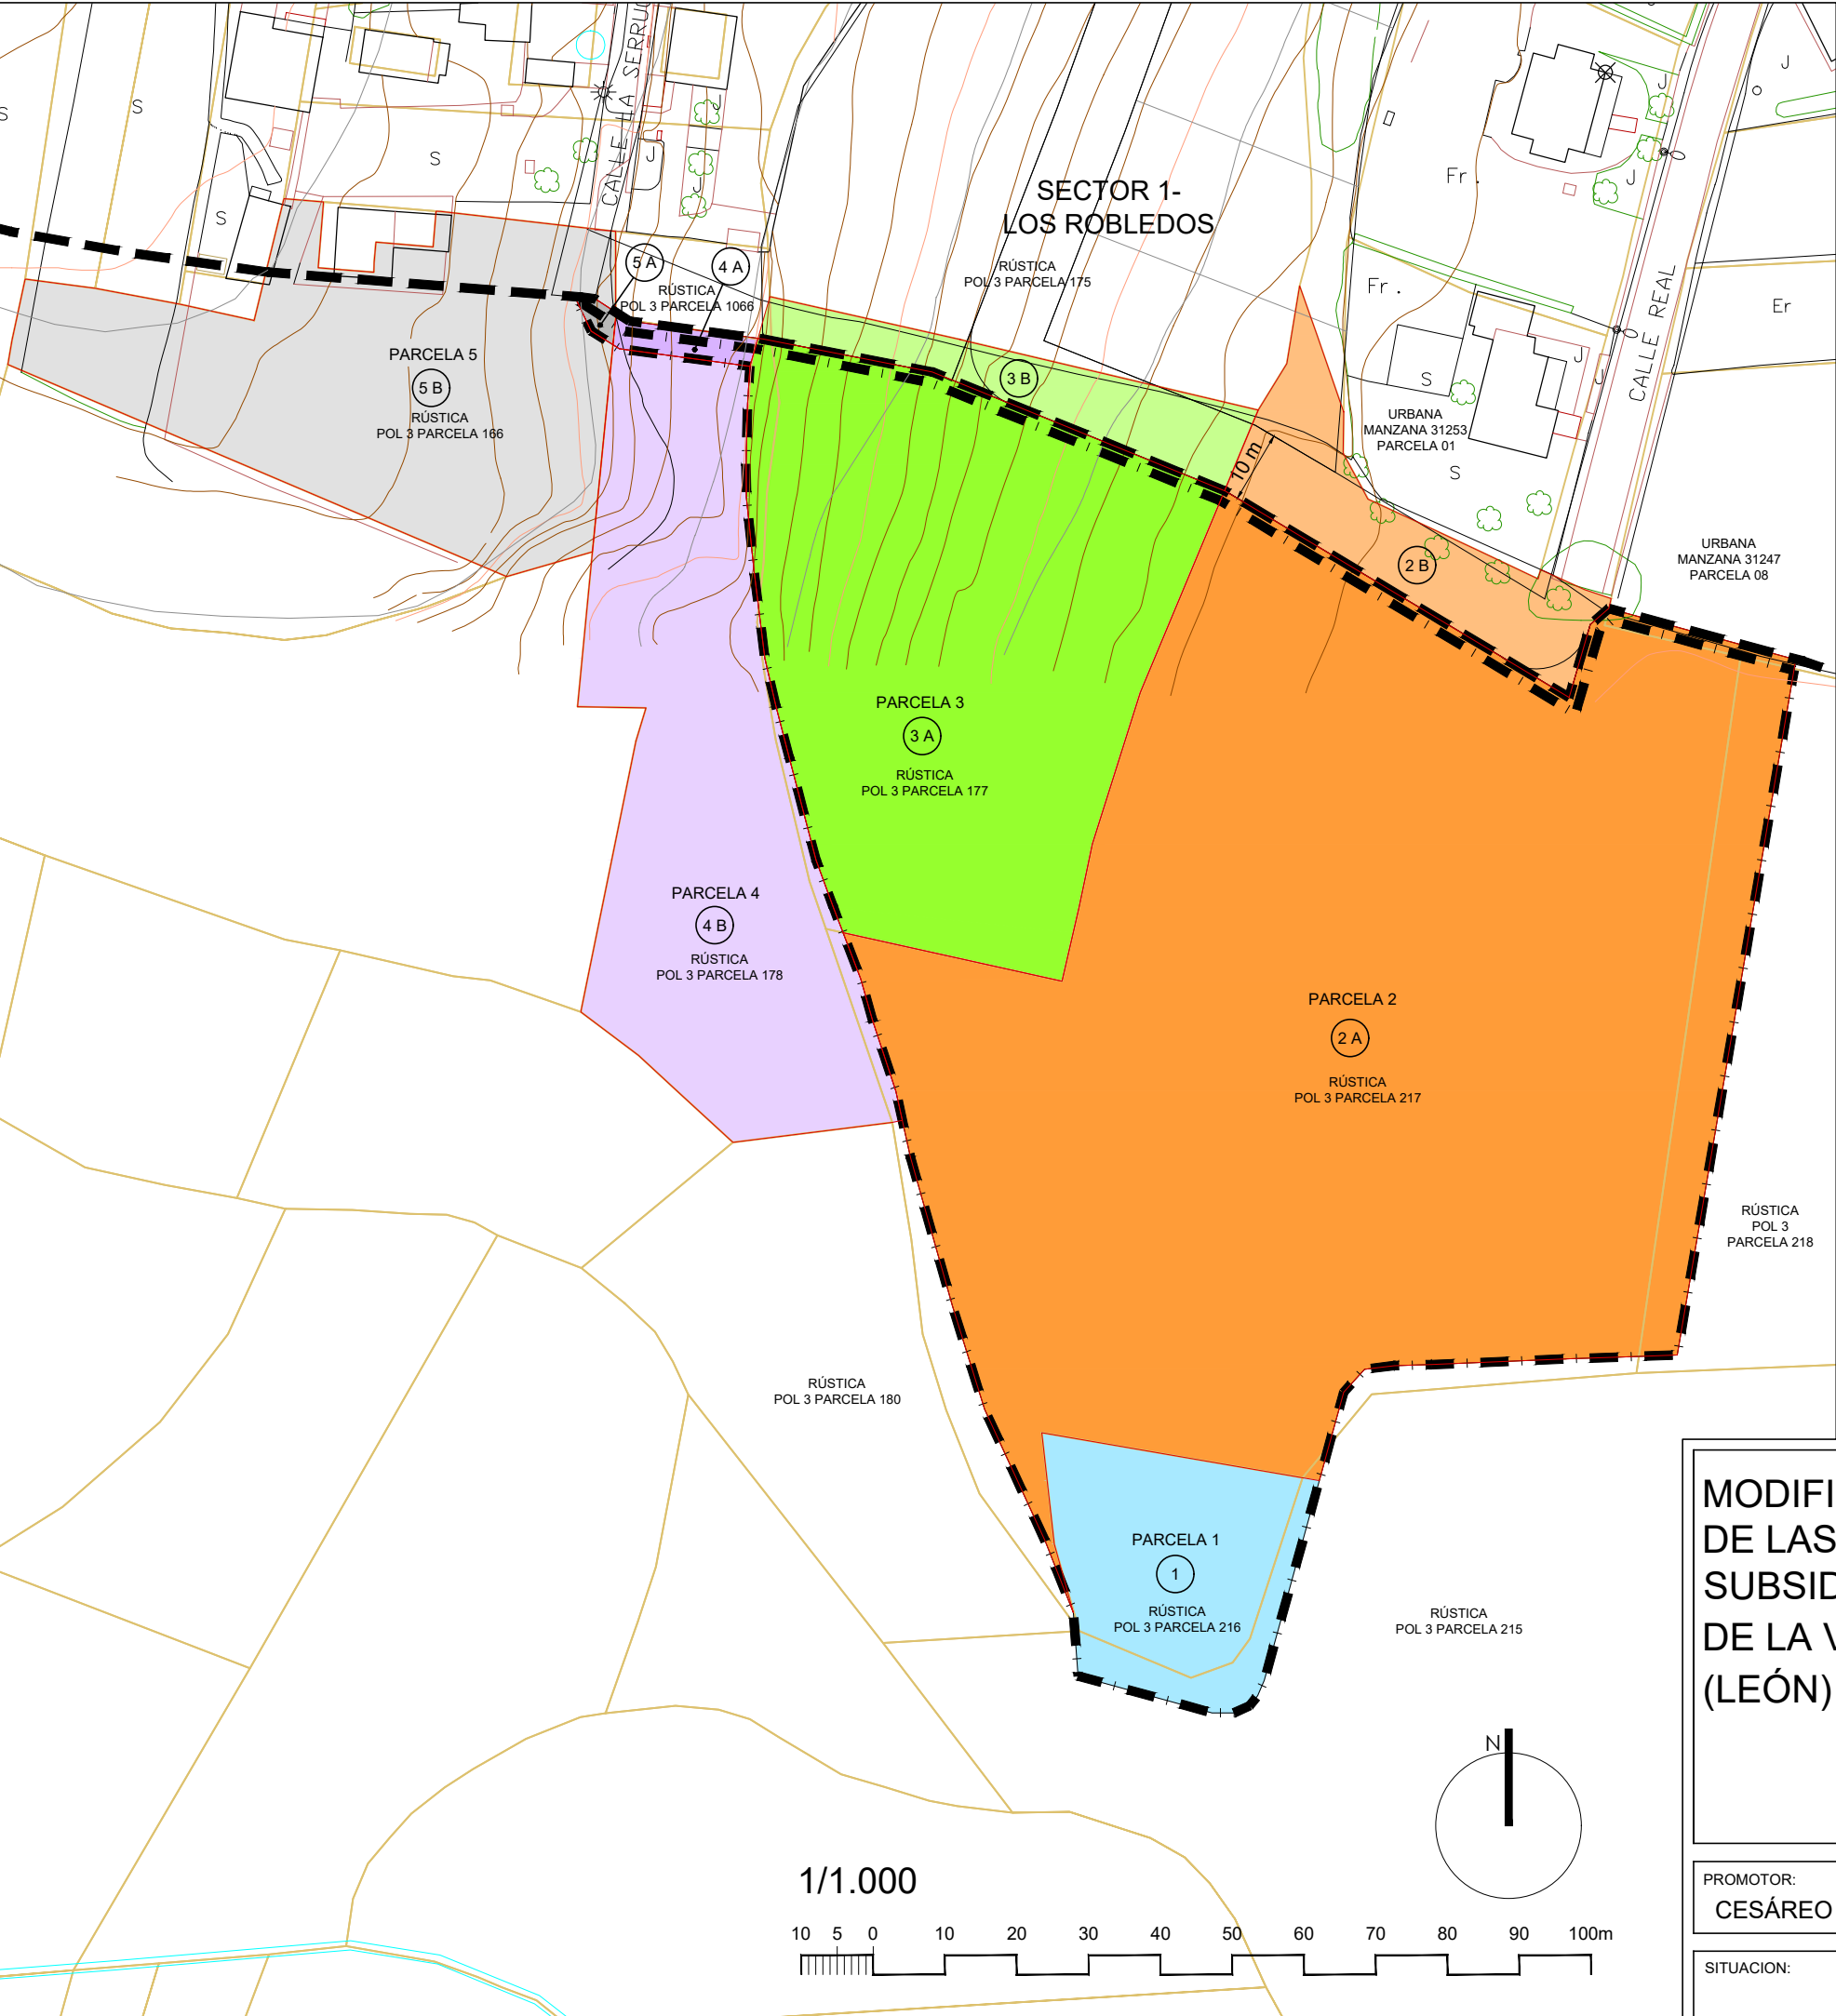 S
S
S
S
CALLE LA SERRU
J
J
J
SECTOR 1-
LOS ROBLEDOS
RÚSTICA
POL 3 PARCELA 175
Fr.
Fr.
J
J
J
CALLE REAL
Er
5 A
4 A
RÚSTICA
POL 3 PARCELA 1066
PARCELA 5
5 B
RÚSTICA
POL 3 PARCELA 166
3 B
S
J
J
URBANA
MANZANA 31253
PARCELA 01
S
10 m
2 B
URBANA
MANZANA 31247
PARCELA 08
PARCELA 3
3 A
RÚSTICA
POL 3 PARCELA 177
PARCELA 4
4 B
RÚSTICA
POL 3 PARCELA 178
PARCELA 2
2 A
RÚSTICA
POL 3 PARCELA 217
RÚSTICA
POL 3
PARCELA 218
RÚSTICA
POL 3 PARCELA 180
PARCELA 1
1
RÚSTICA
POL 3 PARCELA 216
RÚSTICA
POL 3 PARCELA 215
MODIFI
DE LAS
SUBSID
DE LA V
(LEÓN)
N
1/1.000
10 5 0 10 20 30 40 50 60 70 80 90 100m
PROMOTOR:
CESÁREO
SITUACION: